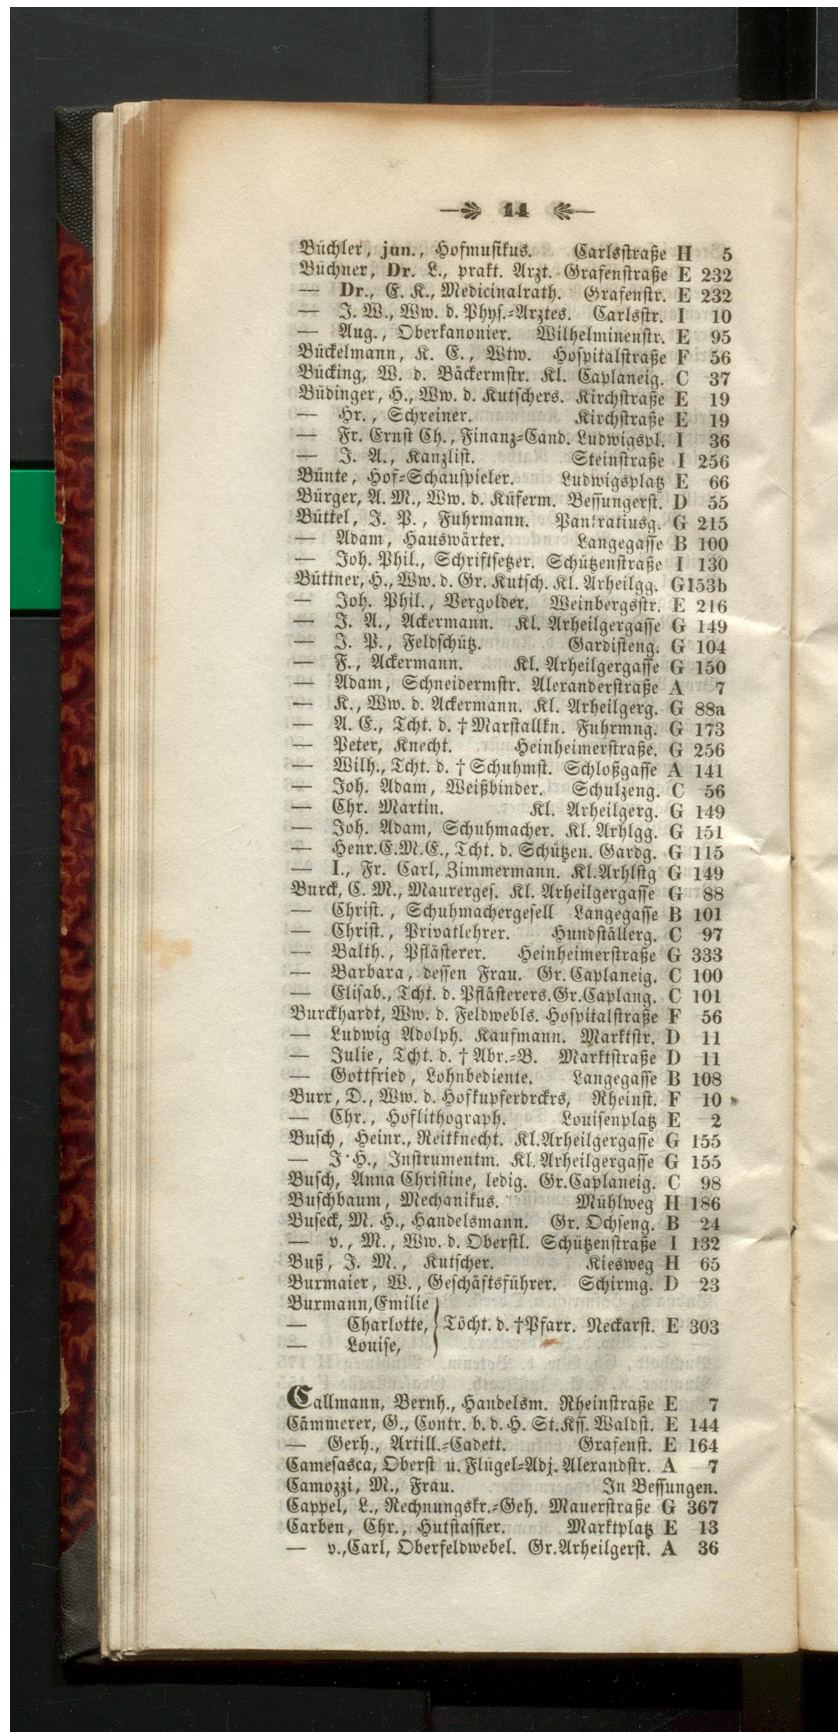 14
Büchler, jun., Hofmusikus. Carlsstraße H 5
Büchner, Dr. L., prakt. Arzt. Grafenstraße E 232
— Dr., E. K., Medicinalrath. Grafenstr. E 232
— J. W., Ww. d. Phys.-Arztes. Carlsstr. I 10
— Aug., Oberkanonier. Wilhelminenstr. E 95
Bückelmann, K. E., Wtw. Hospitalstraße F 56
Bücking, W. d. Bäckermstr. Kl. Caplaneig. C 37
Büdinger, H., Ww. d. Kutschers. Kirchstraße E 19
— Hr., Schreiner. Kirchstraße E 19
— Fr. Ernst Ch., Finanz-Cand. Ludwigspl. I 36
— J. A., Kanzlist. Steinstraße I 256
Bünte, Hof-Schauspieler. Ludwigsplatz E 66
Bürger, A. M., Ww. d. Küferm. Bessungerst. D 55
Büttel, J. P., Fuhrmann. Pankratiusg. G 215
— Adam, Hauswärter. Langegasse B 100
— Joh. Phil., Schriftsetzer. Schützenstraße I 130
Büttner, H., Ww. d. Gr. Kutsch. Kl. Arheilgg. G153b
— Joh. Phil., Vergolder. Weinbergsstr. E 216
— J. A., Ackermann. Kl. Arheilgergasse G 149
— J. P., Feldschütz. Gardisteng. G 104
— F., Ackermann. Kl. Arheilgergasse G 150
— Adam, Schneidermstr. Alexanderstraße A 7
— K., Ww. d. Ackermann. Kl. Arheilgerg. G 88a
— A. E., Tcht. d. † Marstallkn. Fuhrmng. G 173
— Peter, Knecht. Heinheimerstraße. G 256
— Wilh., Tcht. d. † Schuhmst. Schloßgasse A 141
— Joh. Adam, Weißbinder. Schulzeng. C 56
— Chr. Martin. Kl. Arheilgerg. G 149
— Joh. Adam, Schuhmacher. Kl. Arhlgg. G 151
— Henr.E.M.E., Tcht. d. Schützen. Gardg. G 115
— I., Fr. Carl, Zimmermann. Kl.Arhlstg G 149
Burck, C. M., Maurerges. Kl. Arheilgergasse G 88
— Christ., Schuhmachergesell Langegasse B 101
— Christ., Privatlehrer. Hundställerg. C 97
— Balth., Pflästerer. Heinheimerstraße G 333
— Barbara, dessen Frau. Gr.Caplaneig. C 100
— Elisab., Tcht. d. Pflästerers.Gr.Caplang. C 101
Burckhardt, Ww. d. Feldwebls. Hospitalstraße F 56
— Ludwig Adolph. Kaufmann. Marktstr. D 11
— Julie, Tcht. d. † Abr.-B. Marktstraße D 11
— Gottfried, Lohnbediente. Langegasse B 108
Burx, D., Ww. d. Hofkupferdrckrs, Rheinst. F 10
— Chr., Hoflithograph. Louisenplatz E 2
Busch, Heinr., Reitknecht. Kl.Arheilgergasse G 155
— J·H., Instrumentm. Kl.Arheilgergasse G 155
Busch, Anna Christine, ledig. Gr.Caplaneig. C 98
Buschbaum, Mechanikus. Mühlweg H 186
Buseck, M. H., Handelsmann. Gr. Ochseng. B 24
— v., M., Ww. d. Oberstl. Schützenstraße I 132
Buß, J. M., Kutscher. Kiesweg H 65
Buxmaier, W., Geschäftsführer. Schirmg. D 23
Buxmann,Emilie
— Charlotte, Töcht. d. †Pfarr. Neckarst. E 303
— Louise,
Callmann, Bernh., Handelsm. Rheinstraße E 7
Cämmerer, G., Contr. b. d. H. St.Kss. Waldst. E 144
— Gerh., Artill.-Cadett. Grafenst. E 164
Camesasca, Oberst u. Flügel-Adj. Alexandstr. A 7
Camozzi, M., Frau. In Bessungen.
Cappel, L., Rechnungskr.-Geh. Mauerstraße G 367
Carben, Chr., Hutstaffier. Marktplatz E 13
— v.,Carl, Oberfeldwebel. Gr.Arheilgerst. A 36